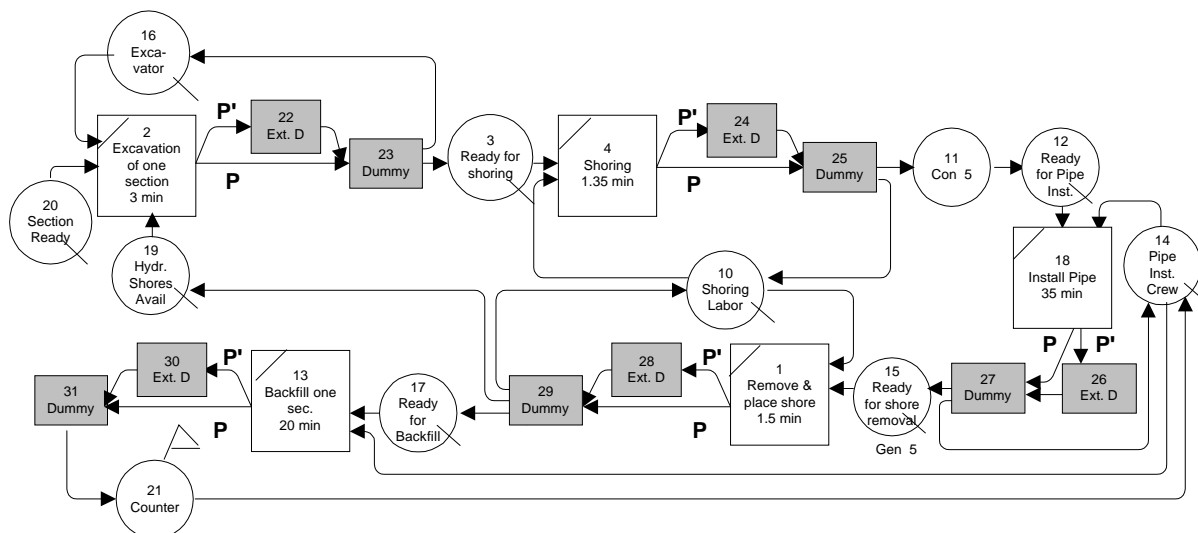 16
Exca-
vator
P'
22
Ext. D
2
Excavation
of one
section
3 min
P
23
Dummy
3
Ready for
shoring
4
Shoring
1.35 min
P'
24
Ext. D
P
25
Dummy
11
Con 5
12
Ready
for Pipe
Inst.
20
Section
Ready
19
Hydr.
Shores
Avail
10
Shoring
Labor
18
Install Pipe
35 min
14
Pipe
Inst.
Crew
P
P'
31
Dummy
30
Ext. D
P'
13
Backfill one
sec.
20 min
P
17
Ready
for
Backfill
29
Dummy
28
Ext. D
P'
P
1
Remove &
place shore
1.5 min
15
Ready
for shore
removal
Gen 5
27
Dummy
26
Ext. D
21
Counter